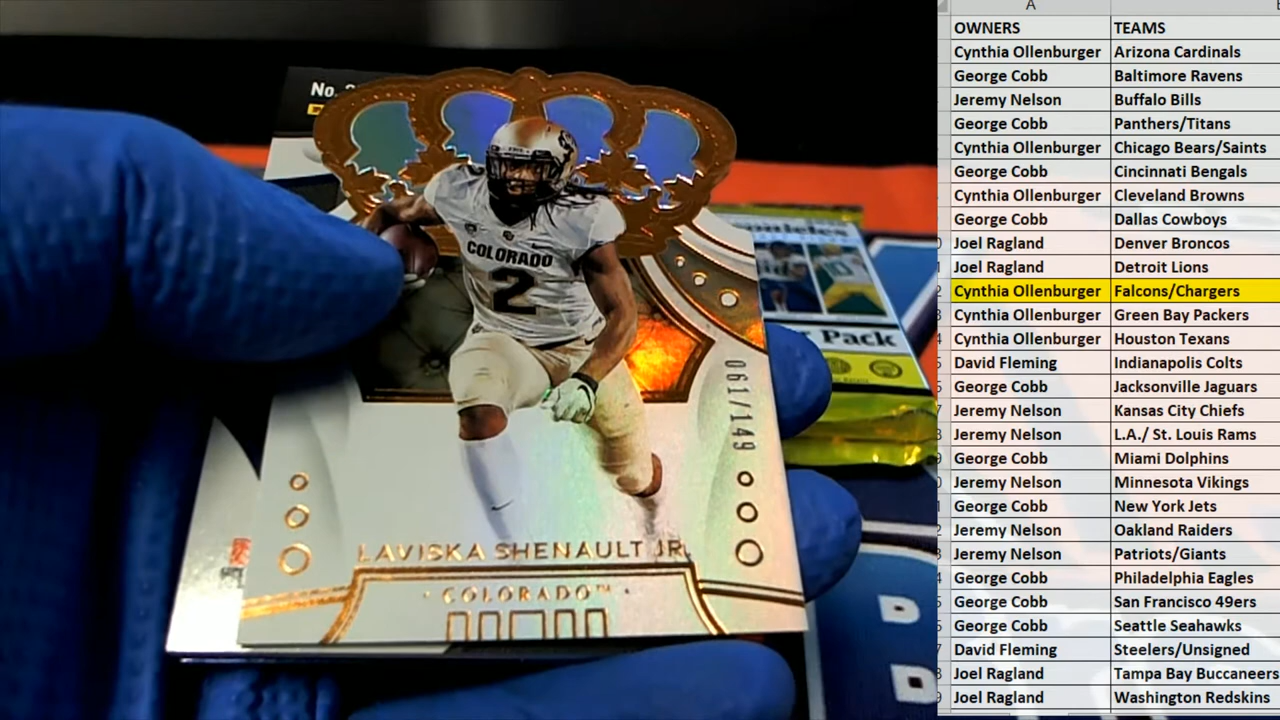 No.
COLORADO
2
061/149
LAVISKA SHENAULT JR.
COLORADO™
Pack
A
OWNERS TEAMS
Cynthia Ollenburger Arizona Cardinals
George Cobb Baltimore Ravens
Jeremy Nelson Buffalo Bills
George Cobb Panthers/Titans
Cynthia Ollenburger Chicago Bears/Saints
George Cobb Cincinnati Bengals
Cynthia Ollenburger Cleveland Browns
George Cobb Dallas Cowboys
Joel Ragland Denver Broncos
Joel Ragland Detroit Lions
Cynthia Ollenburger Falcons/Chargers
Cynthia Ollenburger Green Bay Packers
Cynthia Ollenburger Houston Texans
David Fleming Indianapolis Colts
George Cobb Jacksonville Jaguars
Jeremy Nelson Kansas City Chiefs
Jeremy Nelson L.A./ St. Louis Rams
George Cobb Miami Dolphins
Jeremy Nelson Minnesota Vikings
George Cobb New York Jets
Jeremy Nelson Oakland Raiders
Jeremy Nelson Patriots/Giants
George Cobb Philadelphia Eagles
George Cobb San Francisco 49ers
George Cobb Seattle Seahawks
David Fleming Steelers/Unsigned
Joel Ragland Tampa Bay Buccaneers
Joel Ragland Washington Redskins